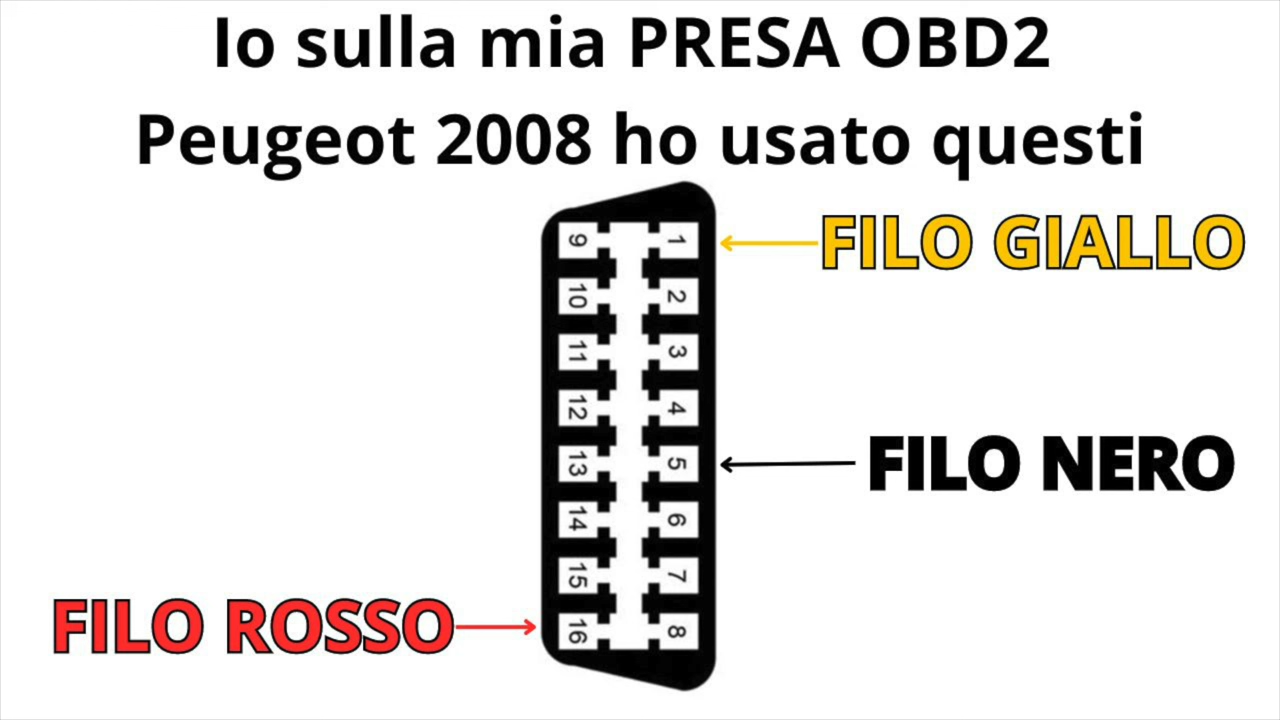 Io sulla mia PRESA OBD2
Peugeot 2008 ho usato questi
9 1 FILO GIALLO
10 2
11 3
12 4
13 5 FILO NERO
14 6
15 7
FILO ROSSO 16 8